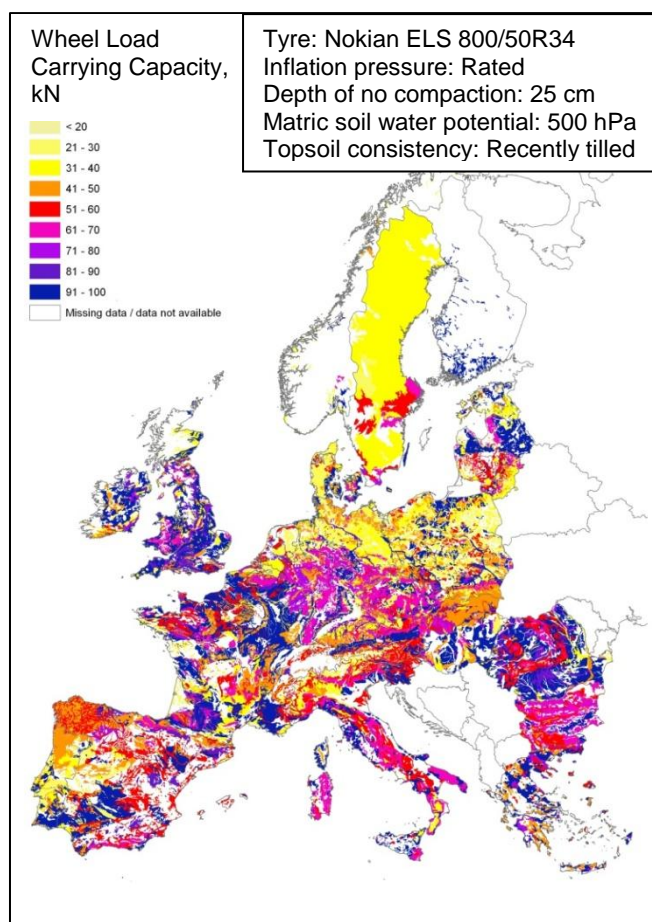 Wheel Load
Carrying Capacity,
kN
Tyre: Nokian ELS 800/50R34
Inflation pressure: Rated
Depth of no compaction: 25 cm
Matric soil water potential: 500 hPa
Topsoil consistency: Recently tilled
< 20
21 - 30
31 - 40
41 - 50
51 - 60
61 - 70
71 - 80
81 - 90
91 - 100
Missing data / data not available